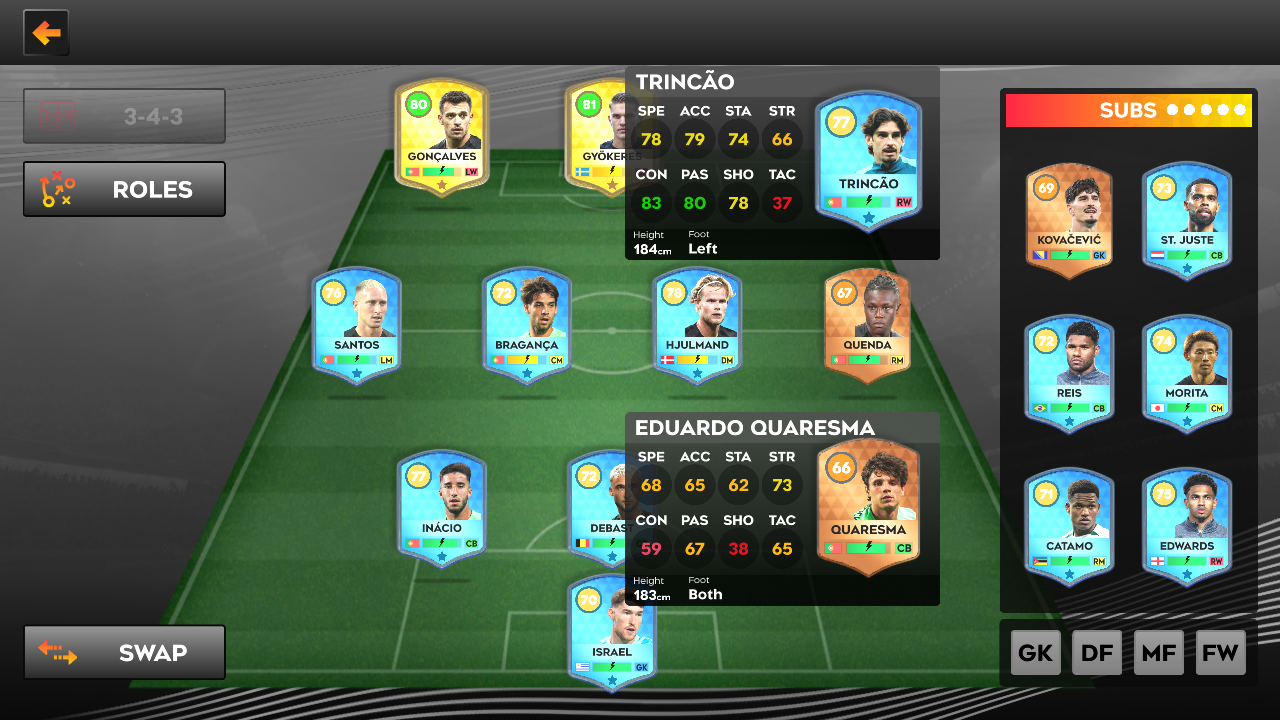 3-4-3
ROLES
SWAP
80
GONÇALVES
LW
81
GYÖKERES
TRINCÃO
SPE ACC STA STR
78 79 74 66
CON PAS SHO TAC
83 80 78 37
Height Foot
184cm Left
77
TRINCÃO
RW
76
SANTOS
LM
72
BRAGANÇA
CM
78
HJULMAND
DM
67
QUENDA
RM
77
INÁCIO
CB
72
DEBAST
EDUARDO QUARESMA
SPE ACC STA STR
68 65 62 73
CON PAS SHO TAC
59 67 38 65
Height Foot
183cm Both
66
QUARESMA
CB
70
ISRAEL
GK
SUBS
69
KOVAČEVIĆ
GK
73
ST. JUSTE
CB
72
REIS
CB
74
MORITA
CM
71
CATAMO
RM
75
EDWARDS
RW
GK DF MF FW